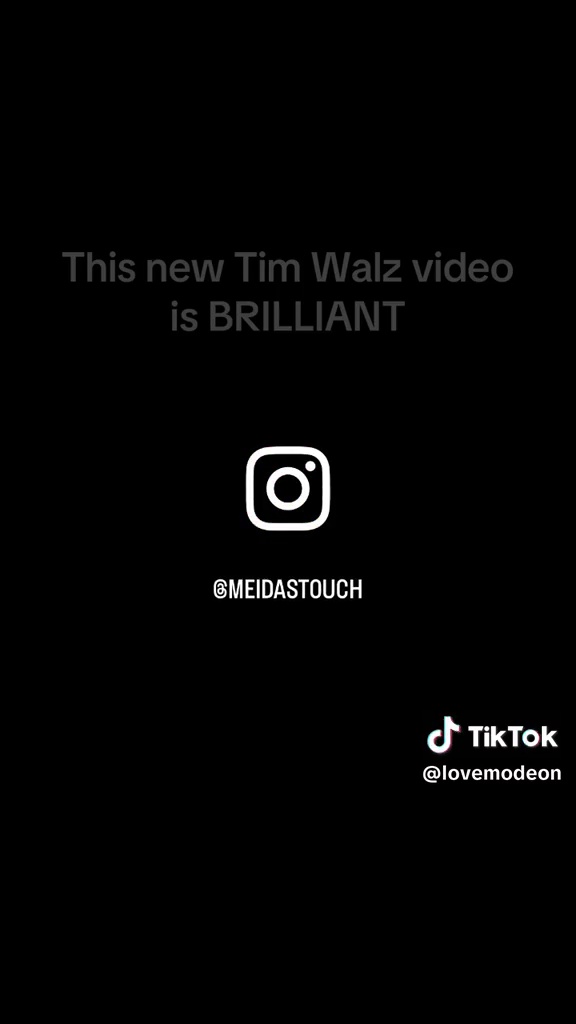 This new Tim Walz video
is BRILLIANT
@MEIDASTOUCH
TikTok
@lovemodeon